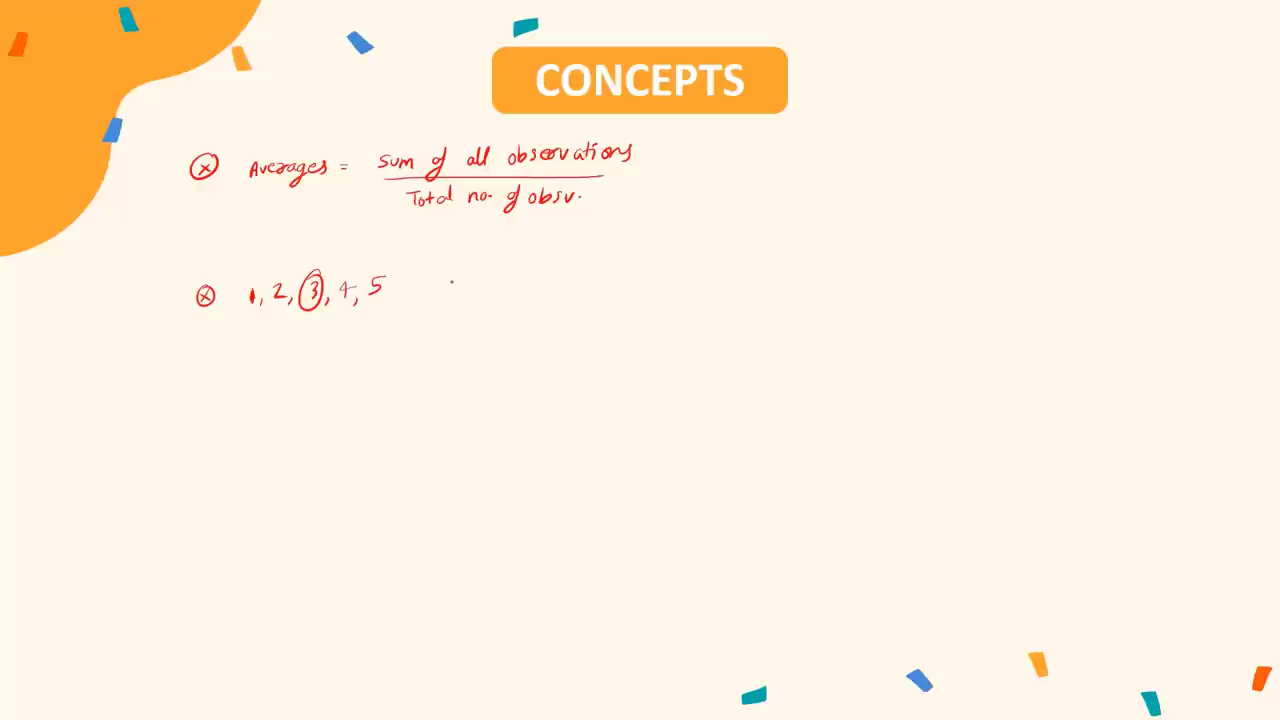 CONCEPTS
Averages = sum of all observations
Total no. of obsv.
1, 2, 3, 4, 5